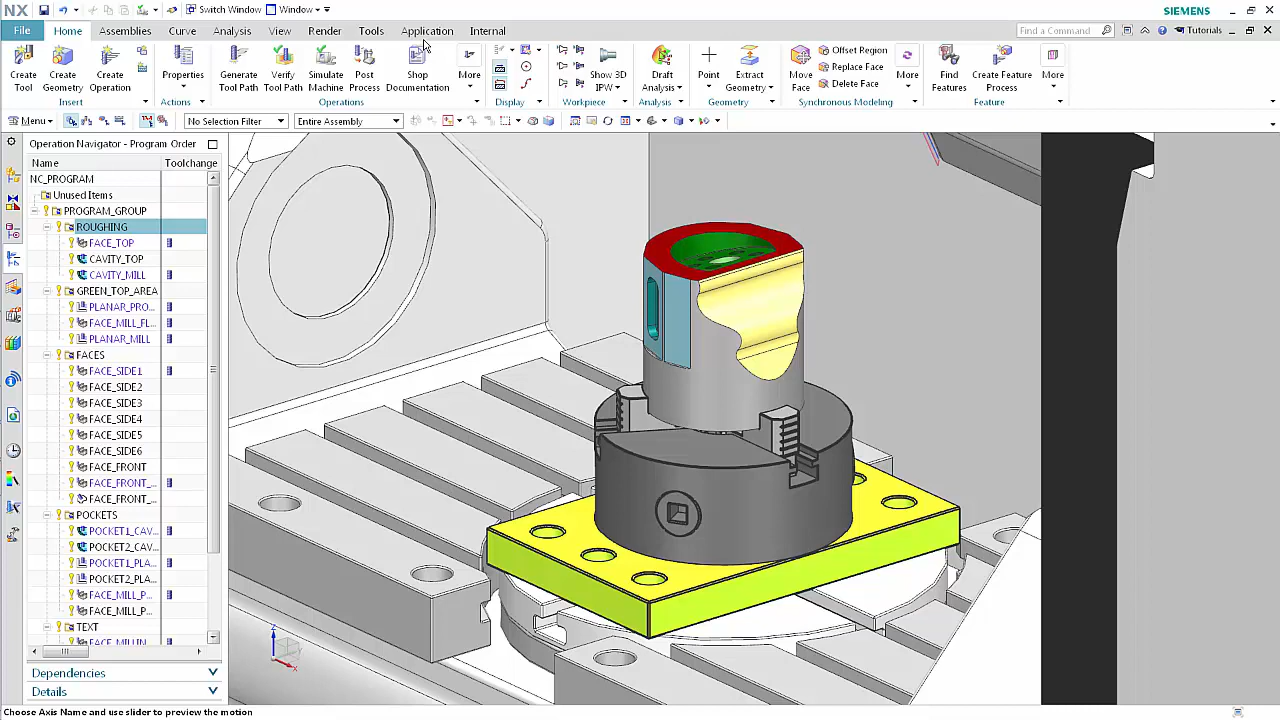 NX Switch Window Window SIEMENS
File Home Assemblies Curve Analysis View Render Tools Application Internal Find a Command Tutorials
Create Tool Create Geometry Create Operation Properties Generate Tool Path Verify Tool Path Simulate Machine Post Process Shop Documentation More Show 3D IPW Draft Analysis Point Extract Geometry Move Face Offset Region Replace Face Delete Face More Find Features Create Feature Process More
Insert Actions Operations Display Workpiece Analysis Geometry Synchronous Modeling Feature
Menu No Selection Filter Entire Assembly
Operation Navigator - Program Order
Name Toolchange
NC_PROGRAM
Unused Items
PROGRAM_GROUP
ROUGHING
FACE_TOP
CAVITY_TOP
CAVITY_MILL
GREEN_TOP_AREA
PLANAR_PRO...
FACE_MILL_FL...
PLANAR_MILL
FACES
FACE_SIDE1
FACE_SIDE2
FACE_SIDE3
FACE_SIDE4
FACE_SIDE5
FACE_SIDE6
FACE_FRONT
FACE_FRONT_...
FACE_FRONT_...
POCKETS
POCKET1_CAV...
POCKET2_CAV...
POCKET1_PLA...
POCKET2_PLA...
FACE_MILL_P...
FACE_MILL_P...
TEXT
FACE_MILLIN...
Dependencies
Details
Choose Axis Name and use slider to preview the motion